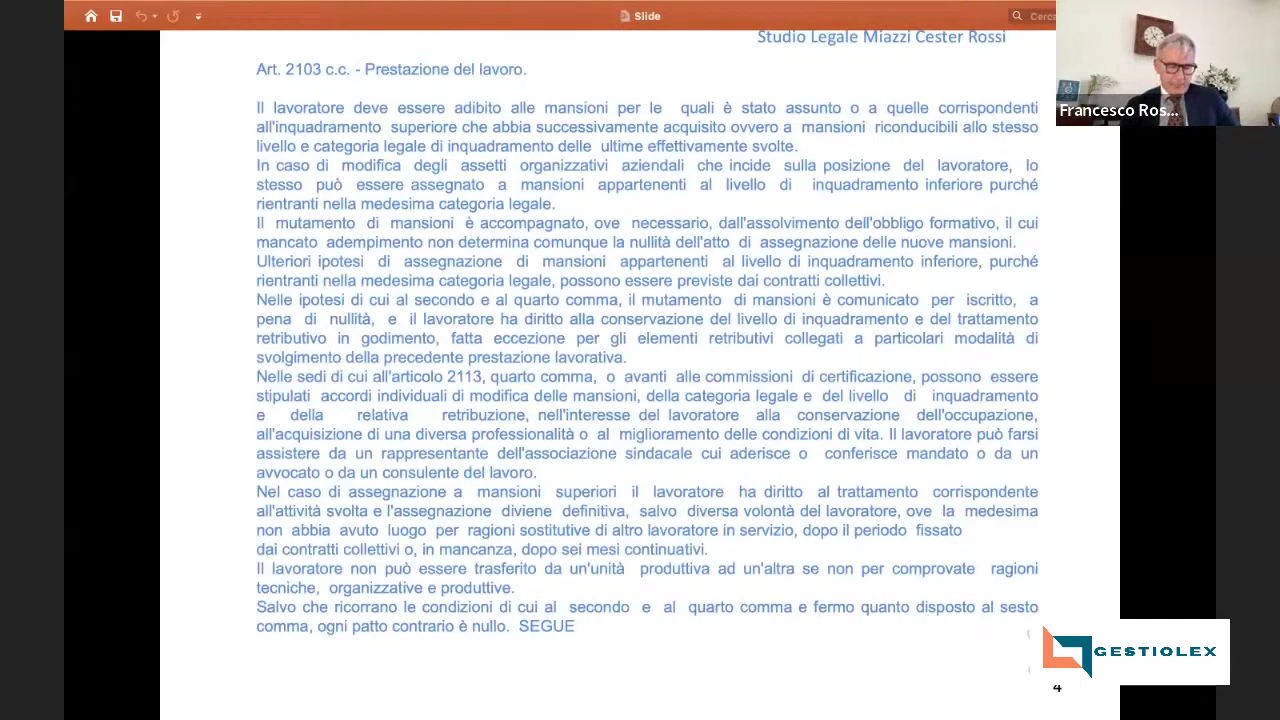 Slide
Cerca
Studio Legale Miazzi Cester Rossi
Art. 2103 c.c. - Prestazione del lavoro.
Francesco Ros...
Il lavoratore deve essere adibito alle mansioni per le quali è stato assunto o a quelle corrispondenti
all'inquadramento superiore che abbia successivamente acquisito ovvero a mansioni riconducibili allo stesso
livello e categoria legale di inquadramento delle ultime effettivamente svolte.
In caso di modifica degli assetti organizzativi aziendali che incide sulla posizione del lavoratore, lo
stesso può essere assegnato a mansioni appartenenti al livello di inquadramento inferiore purché
rientranti nella medesima categoria legale.
Il mutamento di mansioni è accompagnato, ove necessario, dall'assolvimento dell'obbligo formativo, il cui
mancato adempimento non determina comunque la nullità dell'atto di assegnazione delle nuove mansioni.
Ulteriori ipotesi di assegnazione di mansioni appartenenti al livello di inquadramento inferiore, purché
rientranti nella medesima categoria legale, possono essere previste dai contratti collettivi.
Nelle ipotesi di cui al secondo e al quarto comma, il mutamento di mansioni è comunicato per iscritto, a
pena di nullità, e il lavoratore ha diritto alla conservazione del livello di inquadramento e del trattamento
retributivo in godimento, fatta eccezione per gli elementi retributivi collegati a particolari modalità di
svolgimento della precedente prestazione lavorativa.
Nelle sedi di cui all'articolo 2113, quarto comma, o avanti alle commissioni di certificazione, possono essere
stipulati accordi individuali di modifica delle mansioni, della categoria legale e del livello di inquadramento
e della relativa retribuzione, nell'interesse del lavoratore alla conservazione dell'occupazione,
all'acquisizione di una diversa professionalità o al miglioramento delle condizioni di vita. Il lavoratore può farsi
assistere da un rappresentante dell'associazione sindacale cui aderisce o conferisce mandato o da un
avvocato o da un consulente del lavoro.
Nel caso di assegnazione a mansioni superiori il lavoratore ha diritto al trattamento corrispondente
all'attività svolta e l'assegnazione diviene definitiva, salvo diversa volontà del lavoratore, ove la medesima
non abbia avuto luogo per ragioni sostitutive di altro lavoratore in servizio, dopo il periodo fissato
dai contratti collettivi o, in mancanza, dopo sei mesi continuativi.
Il lavoratore non può essere trasferito da un'unità produttiva ad un'altra se non per comprovate ragioni
tecniche, organizzative e produttive.
Salvo che ricorrano le condizioni di cui al secondo e al quarto comma e fermo quanto disposto al sesto
comma, ogni patto contrario è nullo. SEGUE
GESTIOLEX
4